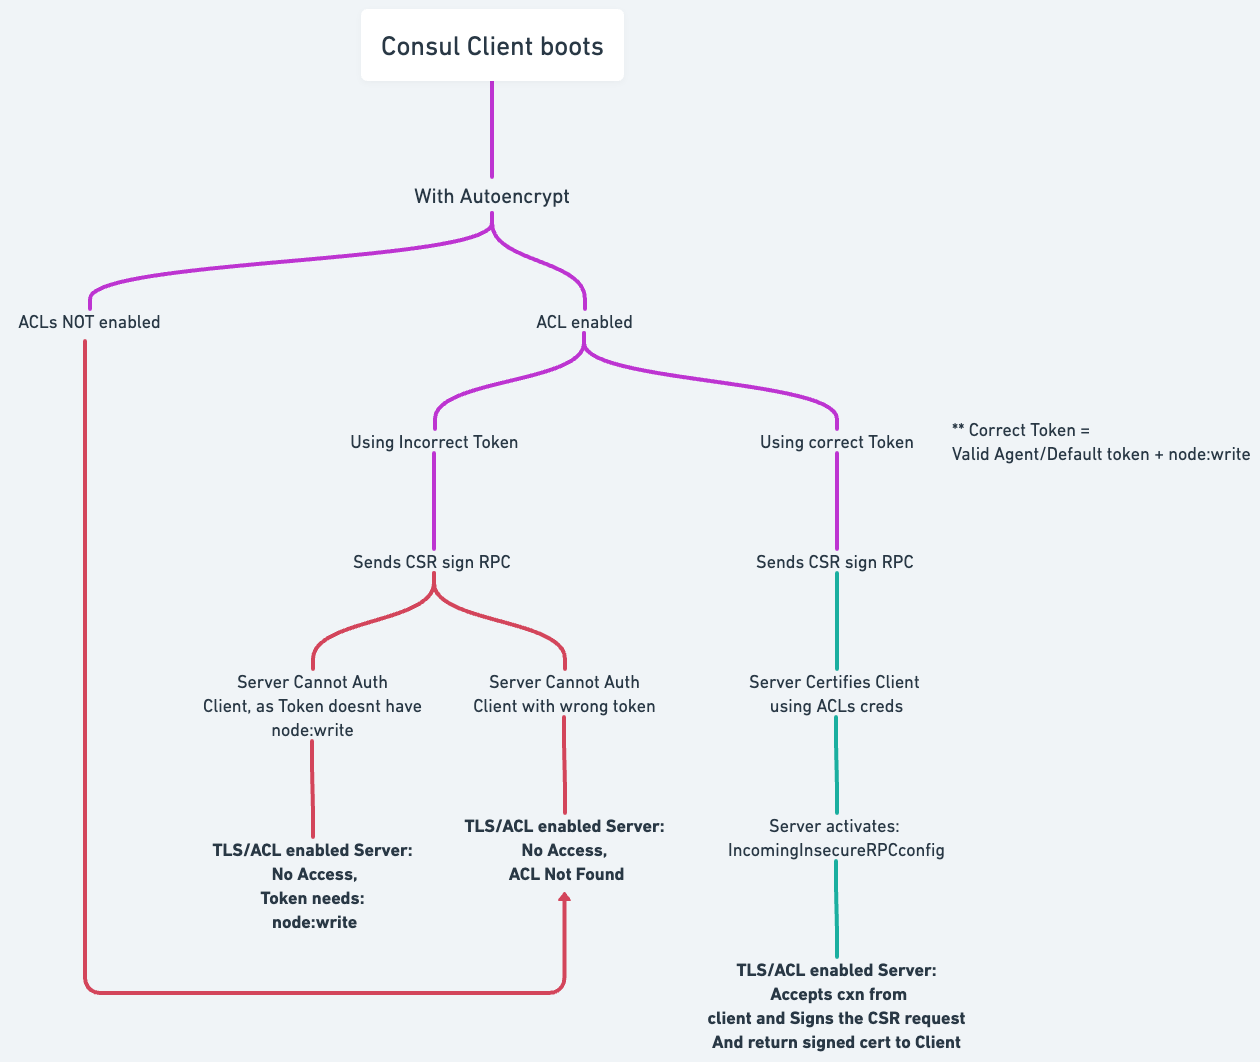 Consul Client boots
With Autoencrypt
ACLs NOT enabled
ACL enabled
Using Incorrect Token
Using correct Token
** Correct Token =
Valid Agent/Default token + node:write
Sends CSR sign RPC
Sends CSR sign RPC
Server Cannot Auth
Client, as Token doesnt have
node:write
Server Cannot Auth
Client with wrong token
Server Certifies Client
using ACLs creds
TLS/ACL enabled Server:
No Access,
Token needs:
node:write
TLS/ACL enabled Server:
No Access,
ACL Not Found
Server activates:
IncomingInsecureRPCconfig
TLS/ACL enabled Server:
Accepts cxn from
client and Signs the CSR request
And return signed cert to Client